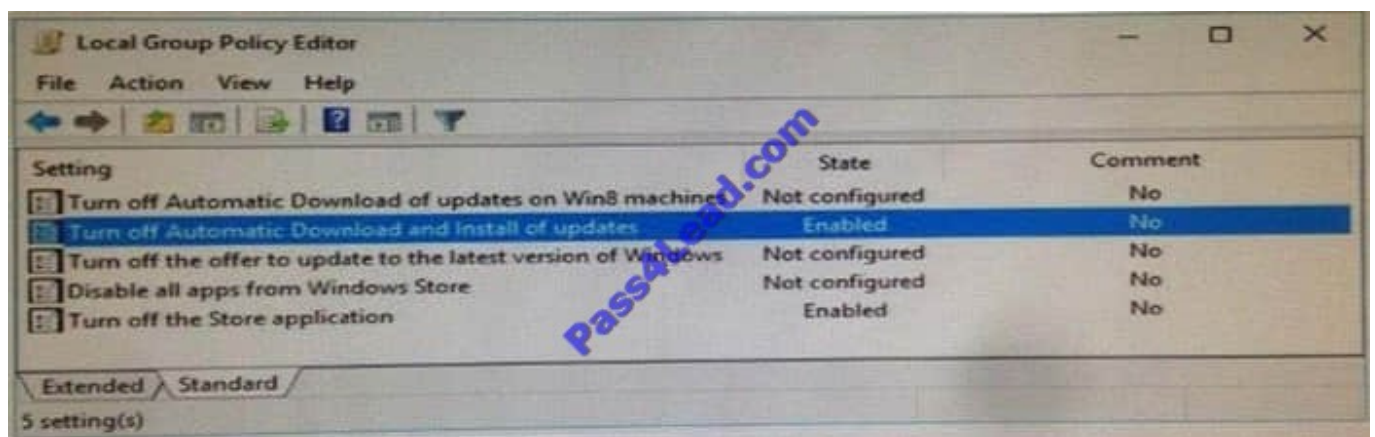 Local Group Policy Editor
File Action View Help
Setting State Comment
Turn off Automatic Download of updates on Win8 machines Not configured No
Turn off Automatic Download and Install of updates Enabled No
Turn off the offer to update to the latest version of Windows Not configured No
Disable all apps from Windows Store Not configured No
Turn off the Store application Enabled No
Pass4Lead.com
Extended Standard
5 setting(s)